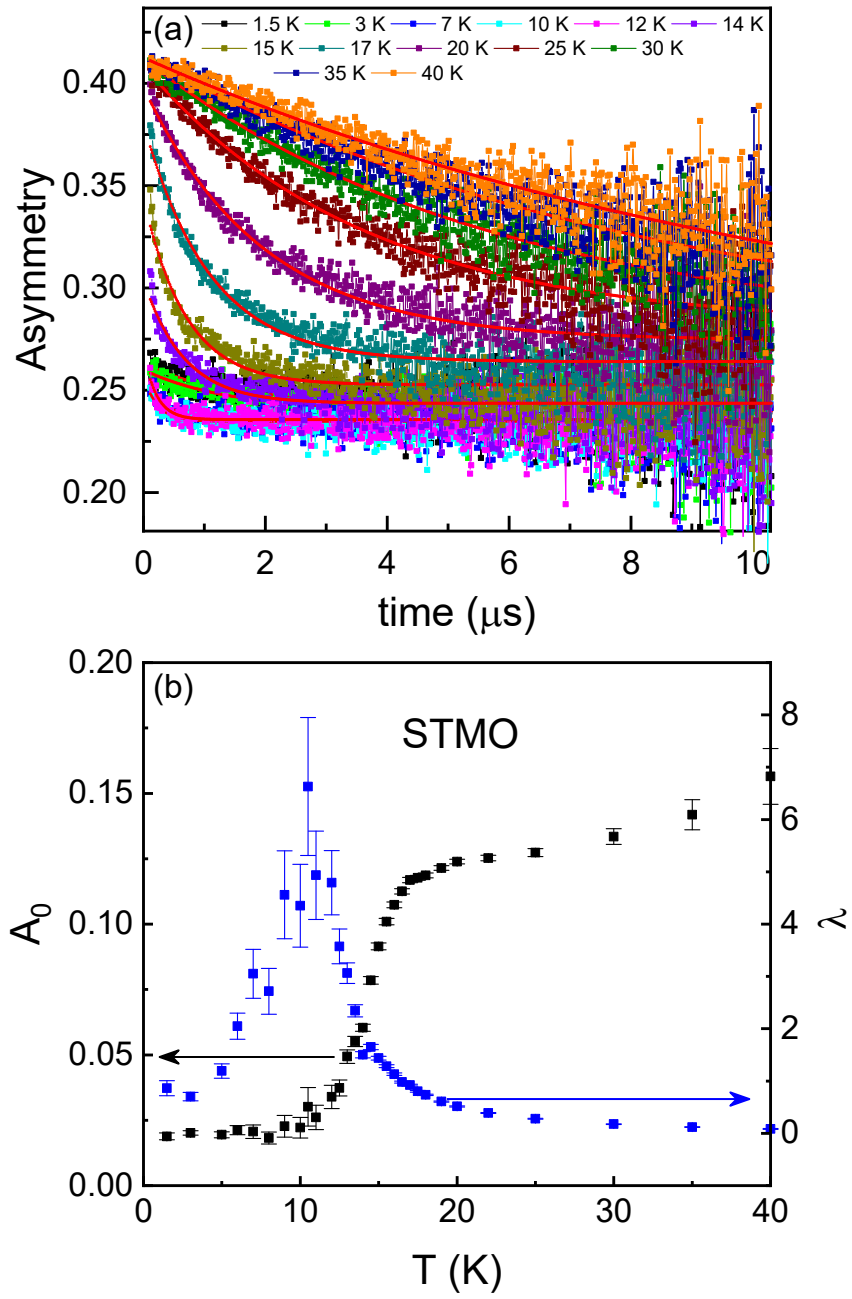 (a)
1.5 K 3 K 7 K 10 K 12 K 14 K
15 K 17 K 20 K 25 K 30 K
35 K 40 K
0.40
0.35
0.30
0.25
0.20
Asymmetry
0 2 4 6 8 10
time (μs)
(b)
STMO
0.20
0.15
0.10
0.05
0.00
A₀
8
6
4
2
0
λ
0 10 20 30 40
T (K)